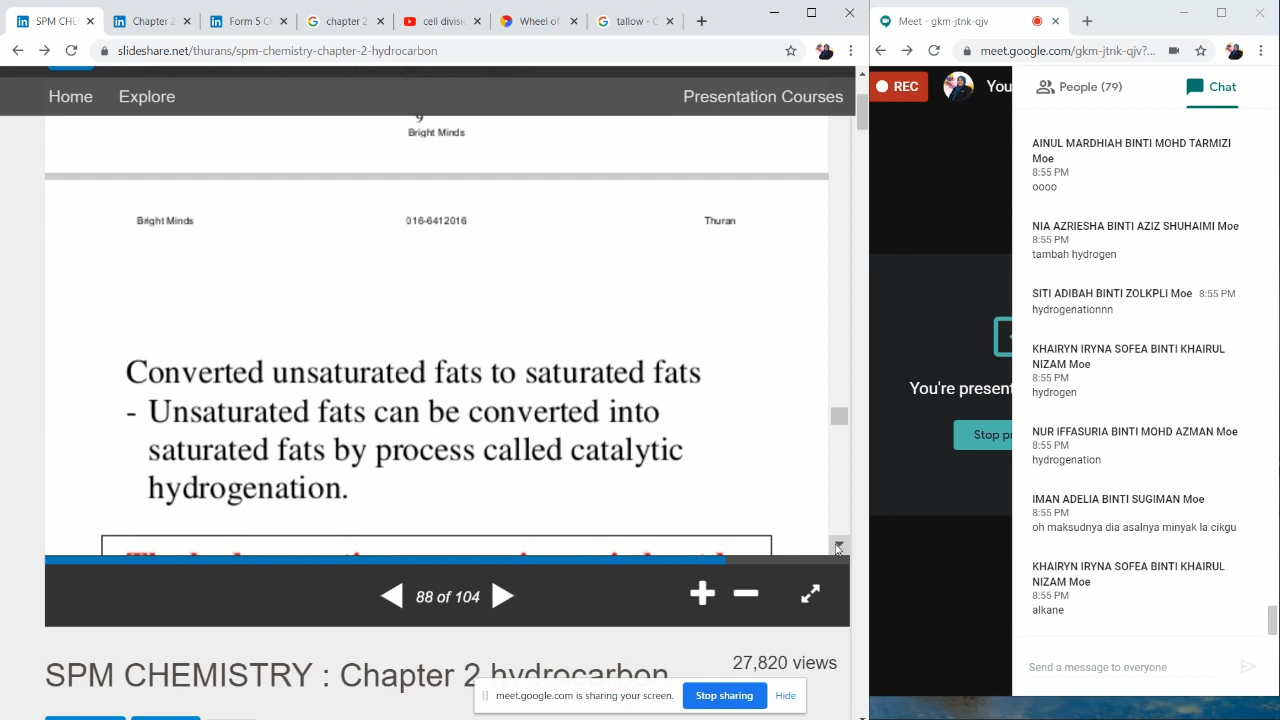 SPM CHE
Chapter 2
Form 5 C
chapter 2
cell divisi
Wheel of
tallow - G
slideshare.net/thurans/spm-chemistry-chapter-2-hydrocarbon
Home Explore Presentation Courses
9
Bright Minds
Bright Minds 016-6412016 Thuran
Converted unsaturated fats to saturated fats
- Unsaturated fats can be converted into
saturated fats by process called catalytic
hydrogenation.
88 of 104
SPM CHEMISTRY : Chapter 2 hydrocarbon
27,820 views
meet.google.com is sharing your screen. Stop sharing Hide
Meet - gkm-jtnk-qjv
meet.google.com/gkm-jtnk-qjv?...
REC You
People (79) Chat
You're present
Stop pr
AINUL MARDHIAH BINTI MOHD TARMIZI
Moe
8:55 PM
oooo
NIA AZRIESHA BINTI AZIZ SHUHAIMI Moe
8:55 PM
tambah hydrogen
SITI ADIBAH BINTI ZOLKPLI Moe 8:55 PM
hydrogenationnn
KHAIRYN IRYNA SOFEA BINTI KHAIRUL
NIZAM Moe
8:55 PM
hydrogen
NUR IFFASURIA BINTI MOHD AZMAN Moe
8:55 PM
hydrogenation
IMAN ADELIA BINTI SUGIMAN Moe
8:55 PM
oh maksudnya dia asalnya minyak la cikgu
KHAIRYN IRYNA SOFEA BINTI KHAIRUL
NIZAM Moe
8:55 PM
alkane
Send a message to everyone